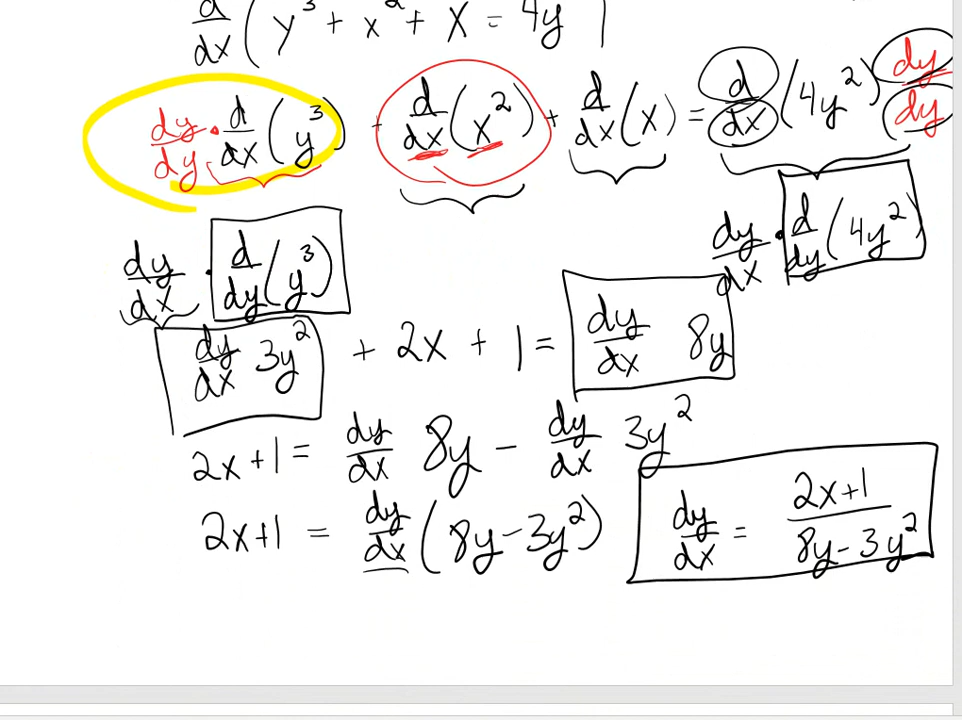 d/dx ( y³ + x² + x = 4y )
dy/dy · d/dx (y³) + d/dx (x²) + d/dx (x) = d/dx (4y²) dy/dy
dy/dx · d/dy (y³) dy/dx · d/dy (4y²)
dy/dx 3y² + 2x + 1 = dy/dx 8y
2x+1 = dy/dx 8y − dy/dx 3y²
2x+1 = dy/dx (8y−3y²) dy/dx = 2x+1 / 8y−3y²